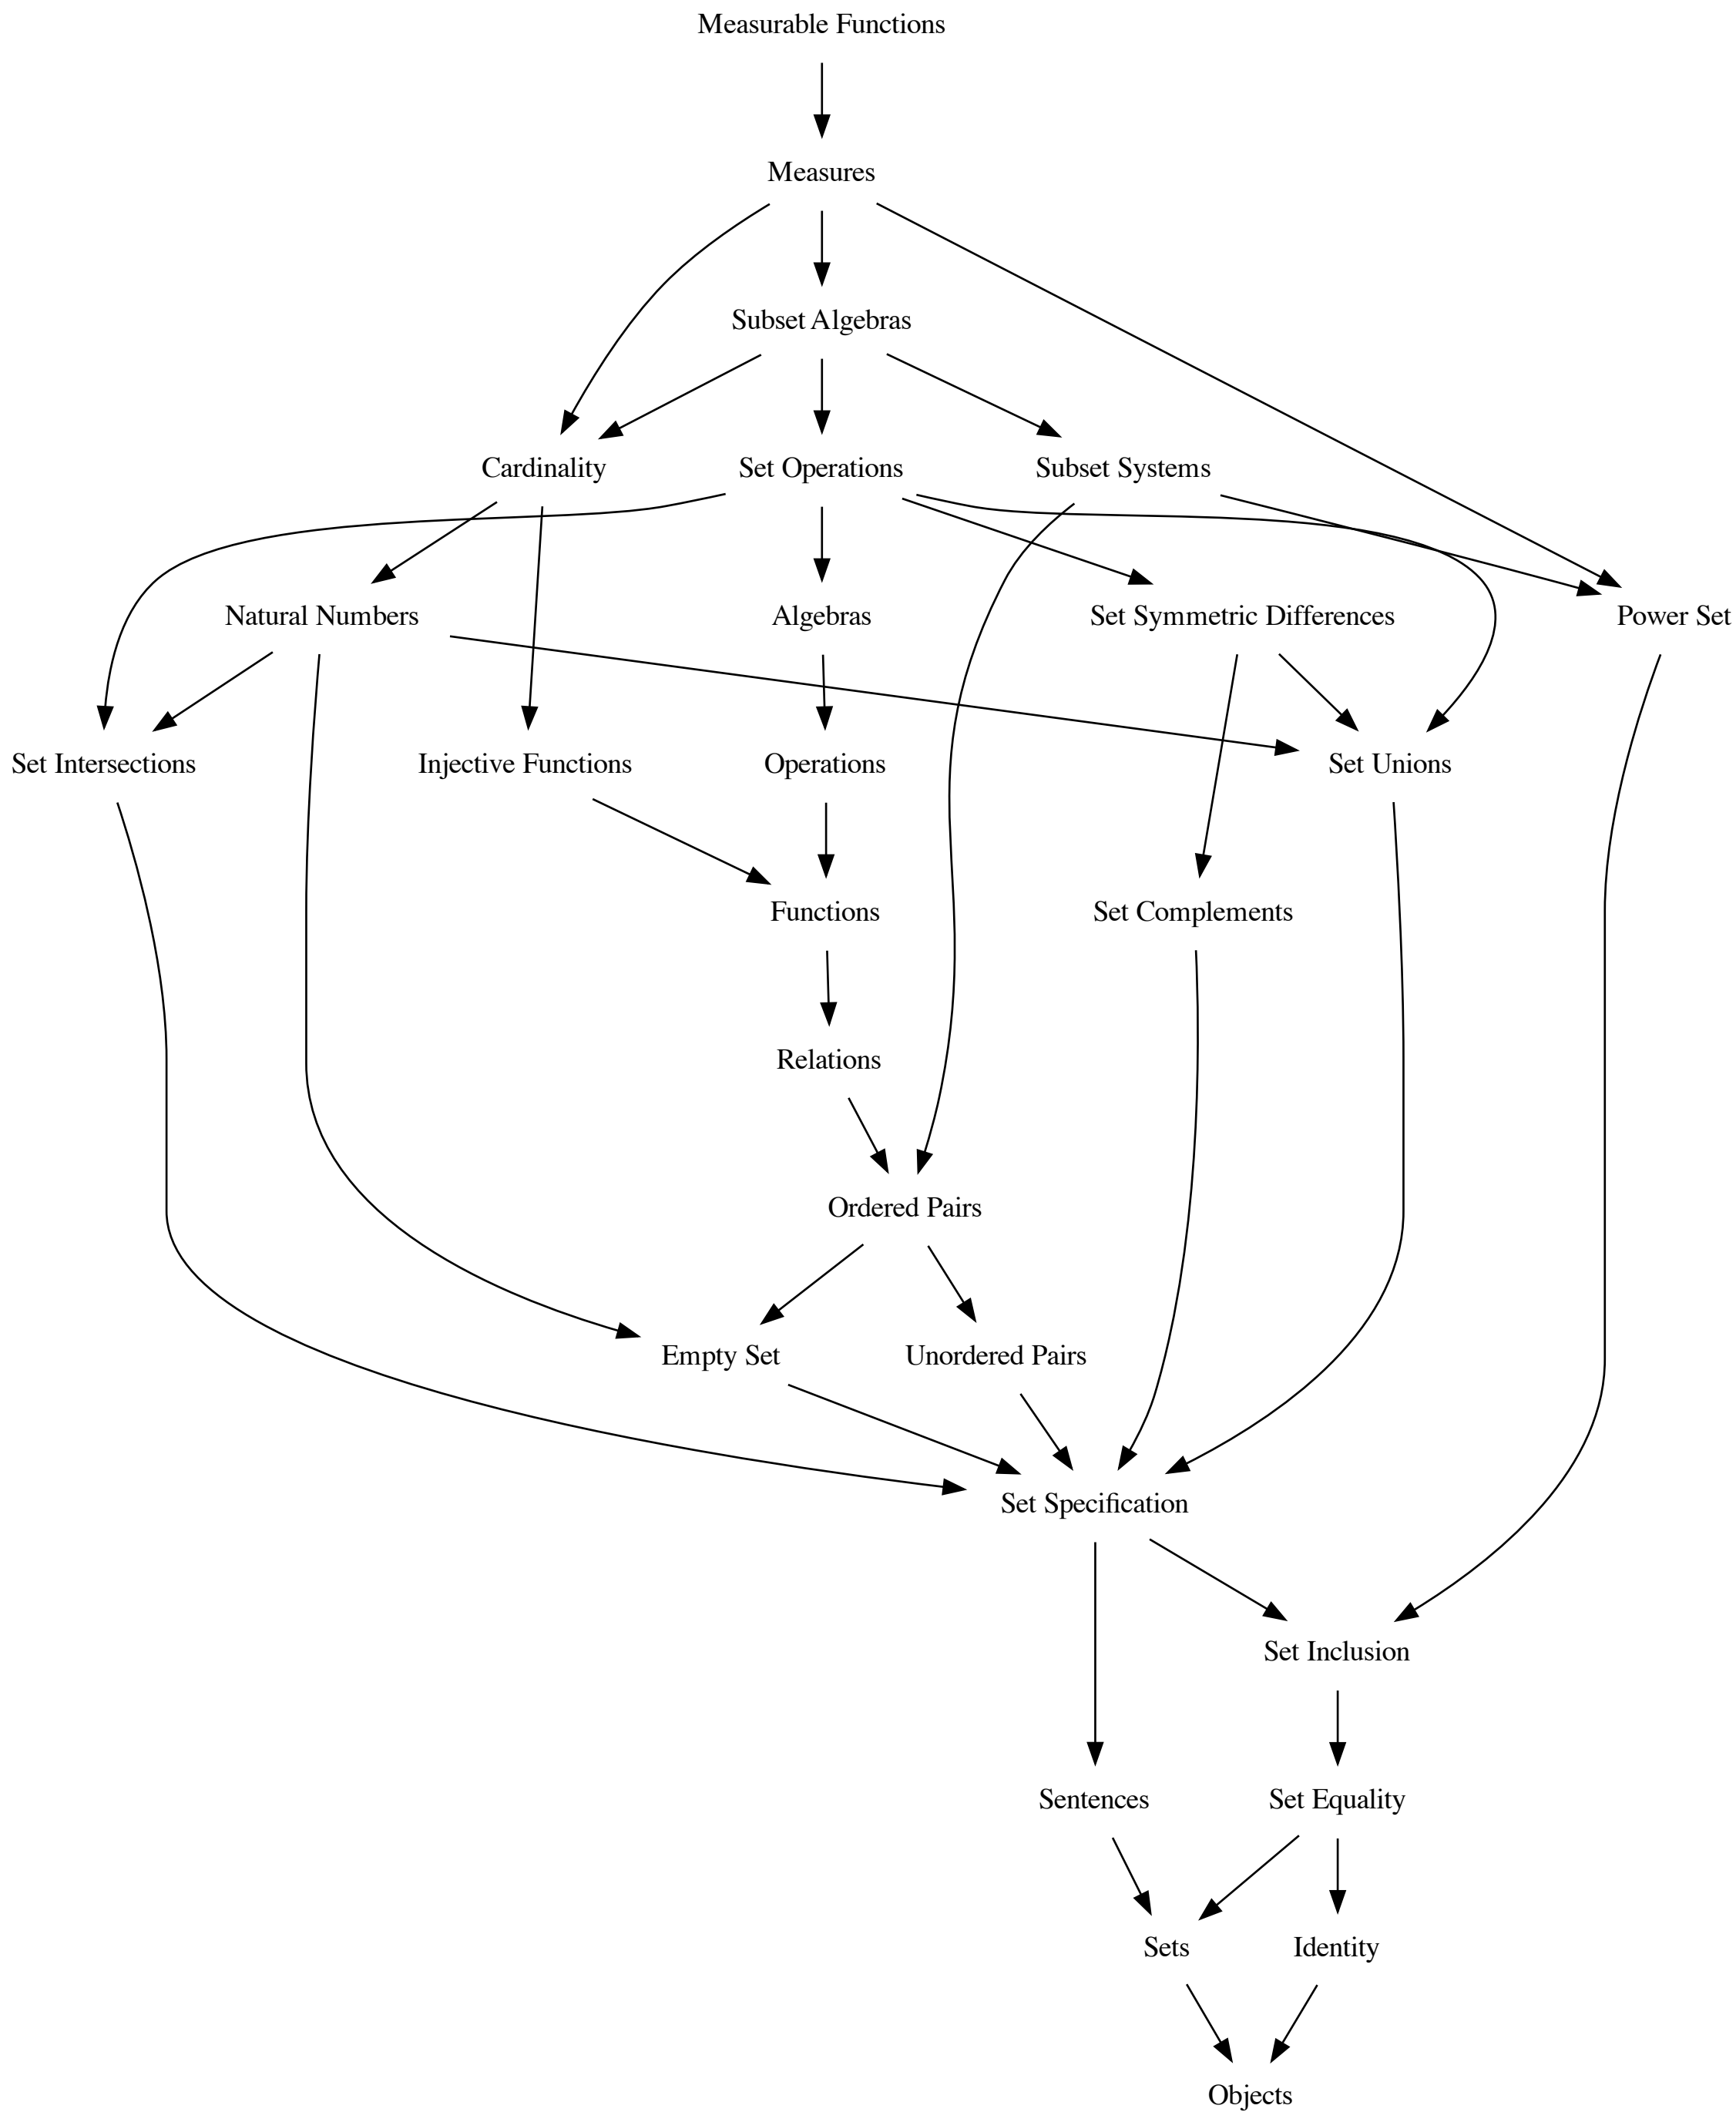 Measurable Functions
Measures
Subset Algebras
Cardinality
Set Operations
Subset Systems
Natural Numbers
Algebras
Set Symmetric Differences
Power Set
Set Intersections
Injective Functions
Operations
Set Unions
Functions
Set Complements
Relations
Ordered Pairs
Empty Set
Unordered Pairs
Set Specification
Set Inclusion
Sentences
Set Equality
Sets
Identity
Objects